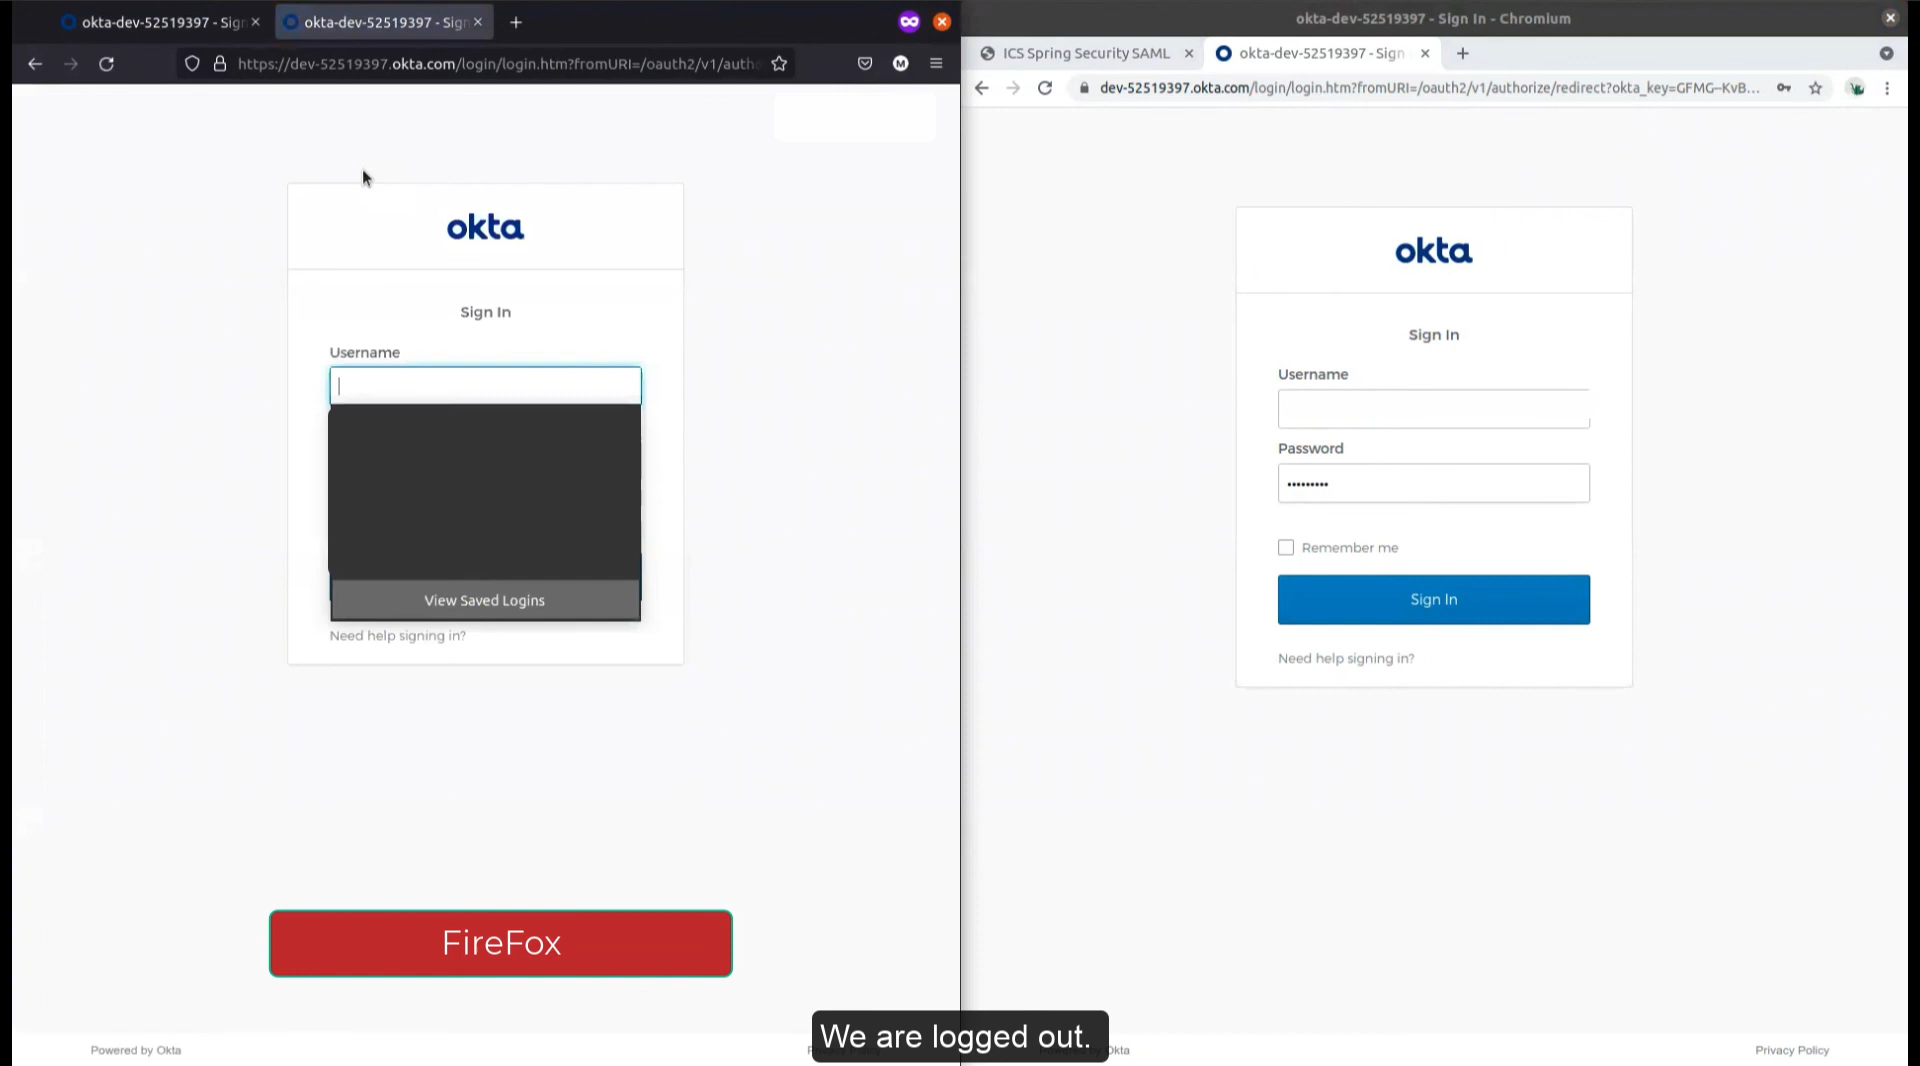 okta-dev-52519397 - Sign
okta-dev-52519397 - Sign
https://dev-52519397.okta.com/login/login.htm?fromURI=/oauth2/v1/auth
M
okta
Sign In
Username
View Saved Logins
Need help signing in?
FireFox
Powered by Okta
okta-dev-52519397 - Sign In - Chromium
ICS Spring Security SAML
okta-dev-52519397 - Sign
dev-52519397.okta.com/login/login.htm?fromURI=/oauth2/v1/authorize/redirect?okta_key=GFMG–KvB...
okta
Sign In
Username
Password
•••••••••
Remember me
Sign In
Need help signing in?
We are logged out.
Okta
Privacy Policy